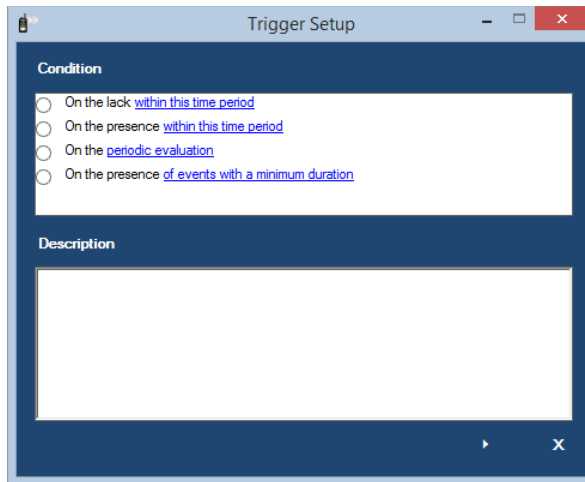 Trigger Setup
Condition
On the lack within this time period
On the presence within this time period
On the periodic evaluation
On the presence of events with a minimum duration
Description
X